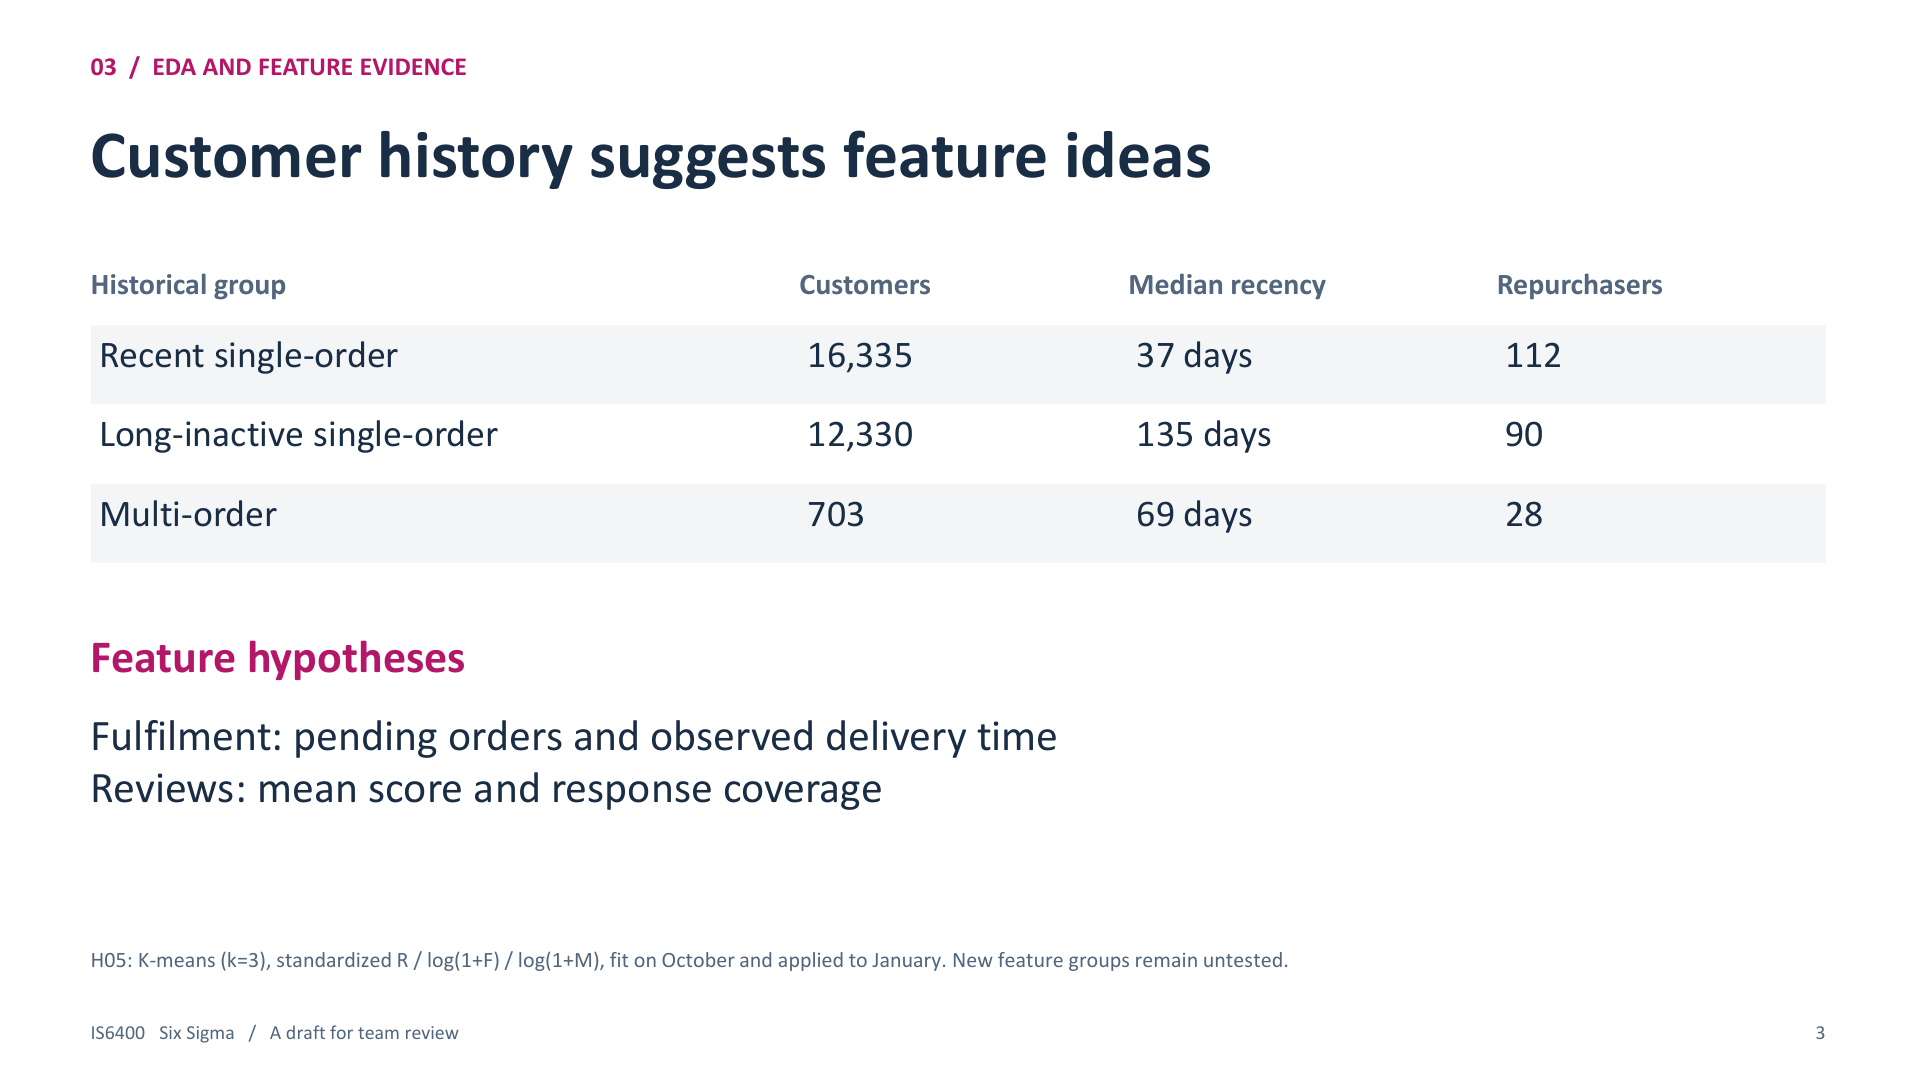 03 / EDA AND FEATURE EVIDENCE
Customer history suggests feature ideas
Historical group Customers Median recency Repurchasers
Recent single-order 16,335 37 days 112
Long-inactive single-order 12,330 135 days 90
Multi-order 703 69 days 28
Feature hypotheses
Fulfilment: pending orders and observed delivery time
Reviews: mean score and response coverage
H05: K-means (k=3), standardized R / log(1+F) / log(1+M), fit on October and applied to January. New feature groups remain untested.
IS6400 Six Sigma / A draft for team review 3